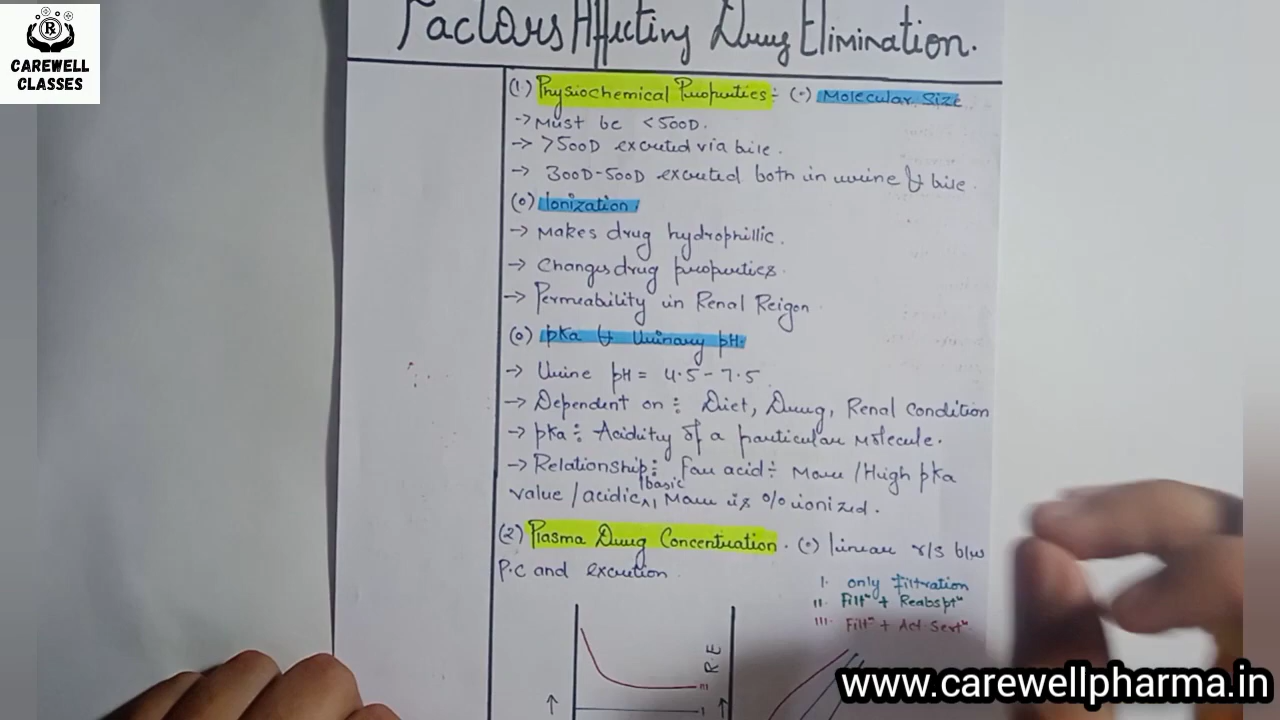 Rx
CAREWELL
CLASSES
Factors Affecting Drug Elimination.
(1) Physiochemical Properties:- (•) Molecular Size
-> Must be <500D.
-> >500D excreted via bile.
-> 300D-500D excreted both in urine & bile.
(o) Ionization,
-> Makes drug hydrophillic.
-> Changes drug properties.
-> Permeability in Renal Reigon
(o) pKa & Urinary pH.
-> Urine pH = 4.5-7.5
-> Dependent on :- Diet, Drug, Renal Condition
-> pKa :- Acidity of a particular Molecule.
-> Relationship:- For acid :- More /High pKa
value /acidic /basic, More is % ionized.
(2) Plasma Drug Concentration. (•) linear r/s b/w
P.C and excretion
I. only Filtration
II. Filtn + Reabsptn
III. Filtn + Act Secrtn
RE
III
I
www.carewellpharma.in